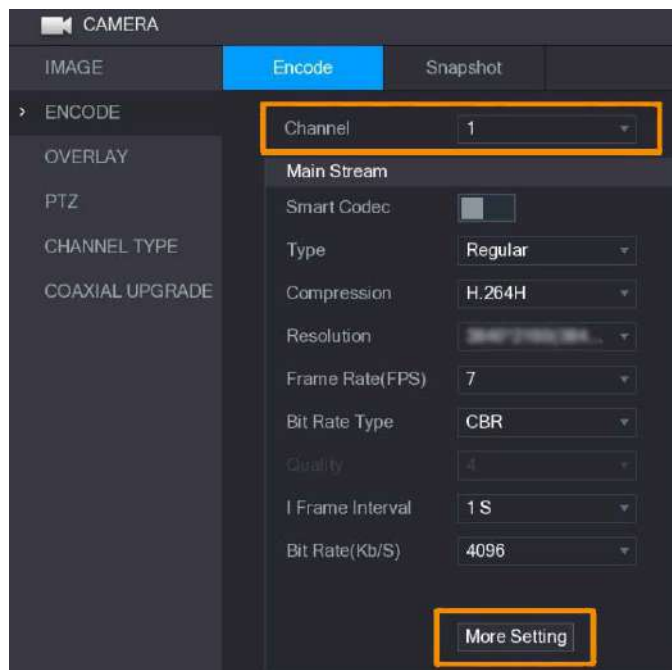 CAMERA
IMAGE
Encode Snapshot
ENCODE
Channel 1
OVERLAY
Main Stream
PTZ
Smart Codec
CHANNEL TYPE
Type Regular
COAXIAL UPGRADE
Compression H.264H
Resolution
Frame Rate(FPS) 7
Bit Rate Type CBR
Quality 4
I Frame Interval 1 S
Bit Rate(Kb/S) 4096
More Setting